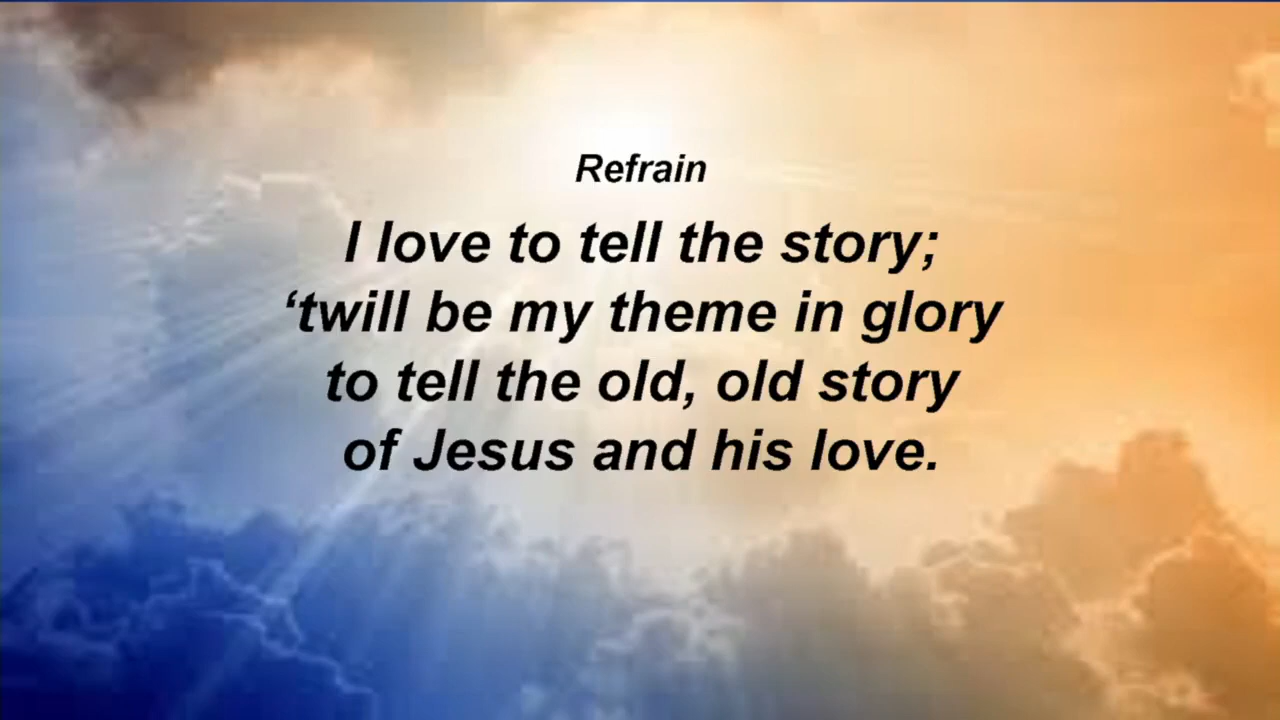 Refrain
I love to tell the story;
‘twill be my theme in glory
to tell the old, old story
of Jesus and his love.